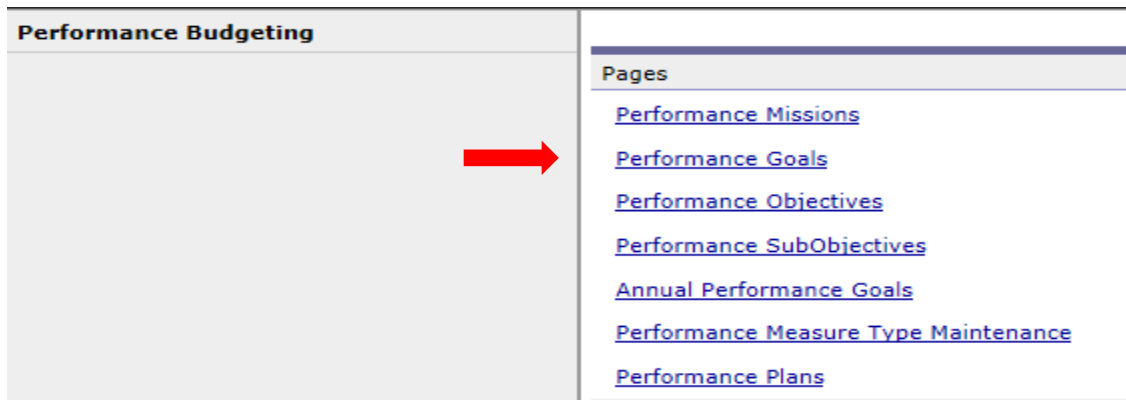 Performance Budgeting
Pages
Performance Missions
Performance Goals
Performance Objectives
Performance SubObjectives
Annual Performance Goals
Performance Measure Type Maintenance
Performance Plans